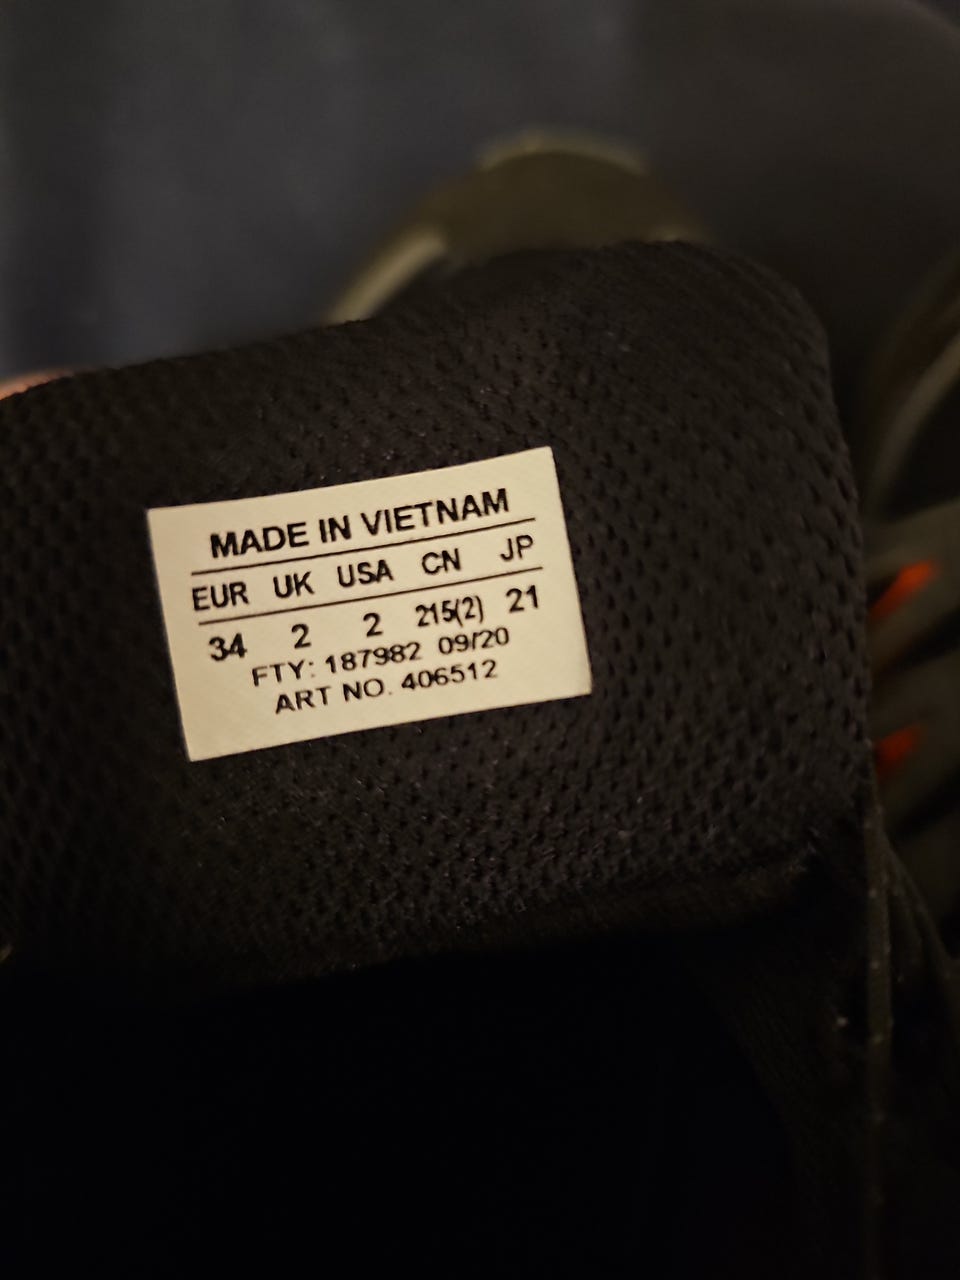 MADE IN VIETNAM
EUR UK USA CN JP
34 2 2 215(2) 21
FTY: 187982 09/20
ART NO. 406512